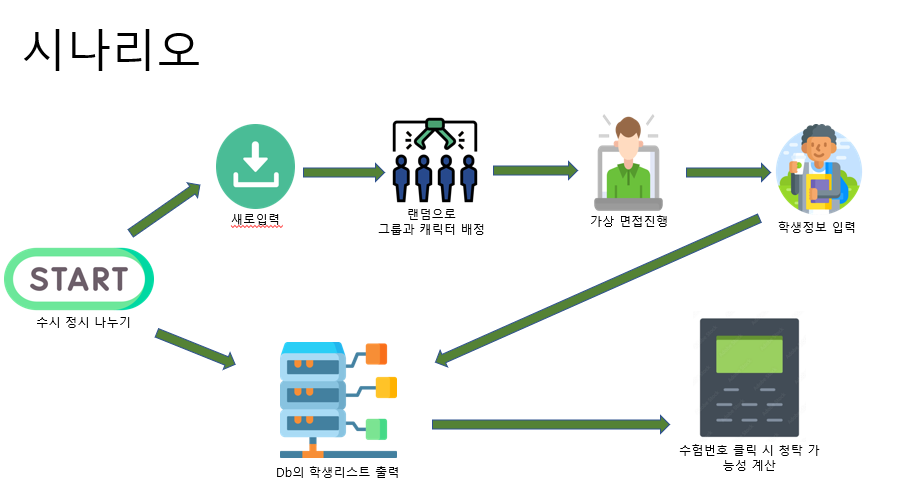 시나리오
새로입력
랜덤으로
그룹과 캐릭터 배정
가상 면접진행
학생정보 입력
START
수시 정시 나누기
Db의 학생리스트 출력
수험번호 클릭 시 청탁 가
능성 계산